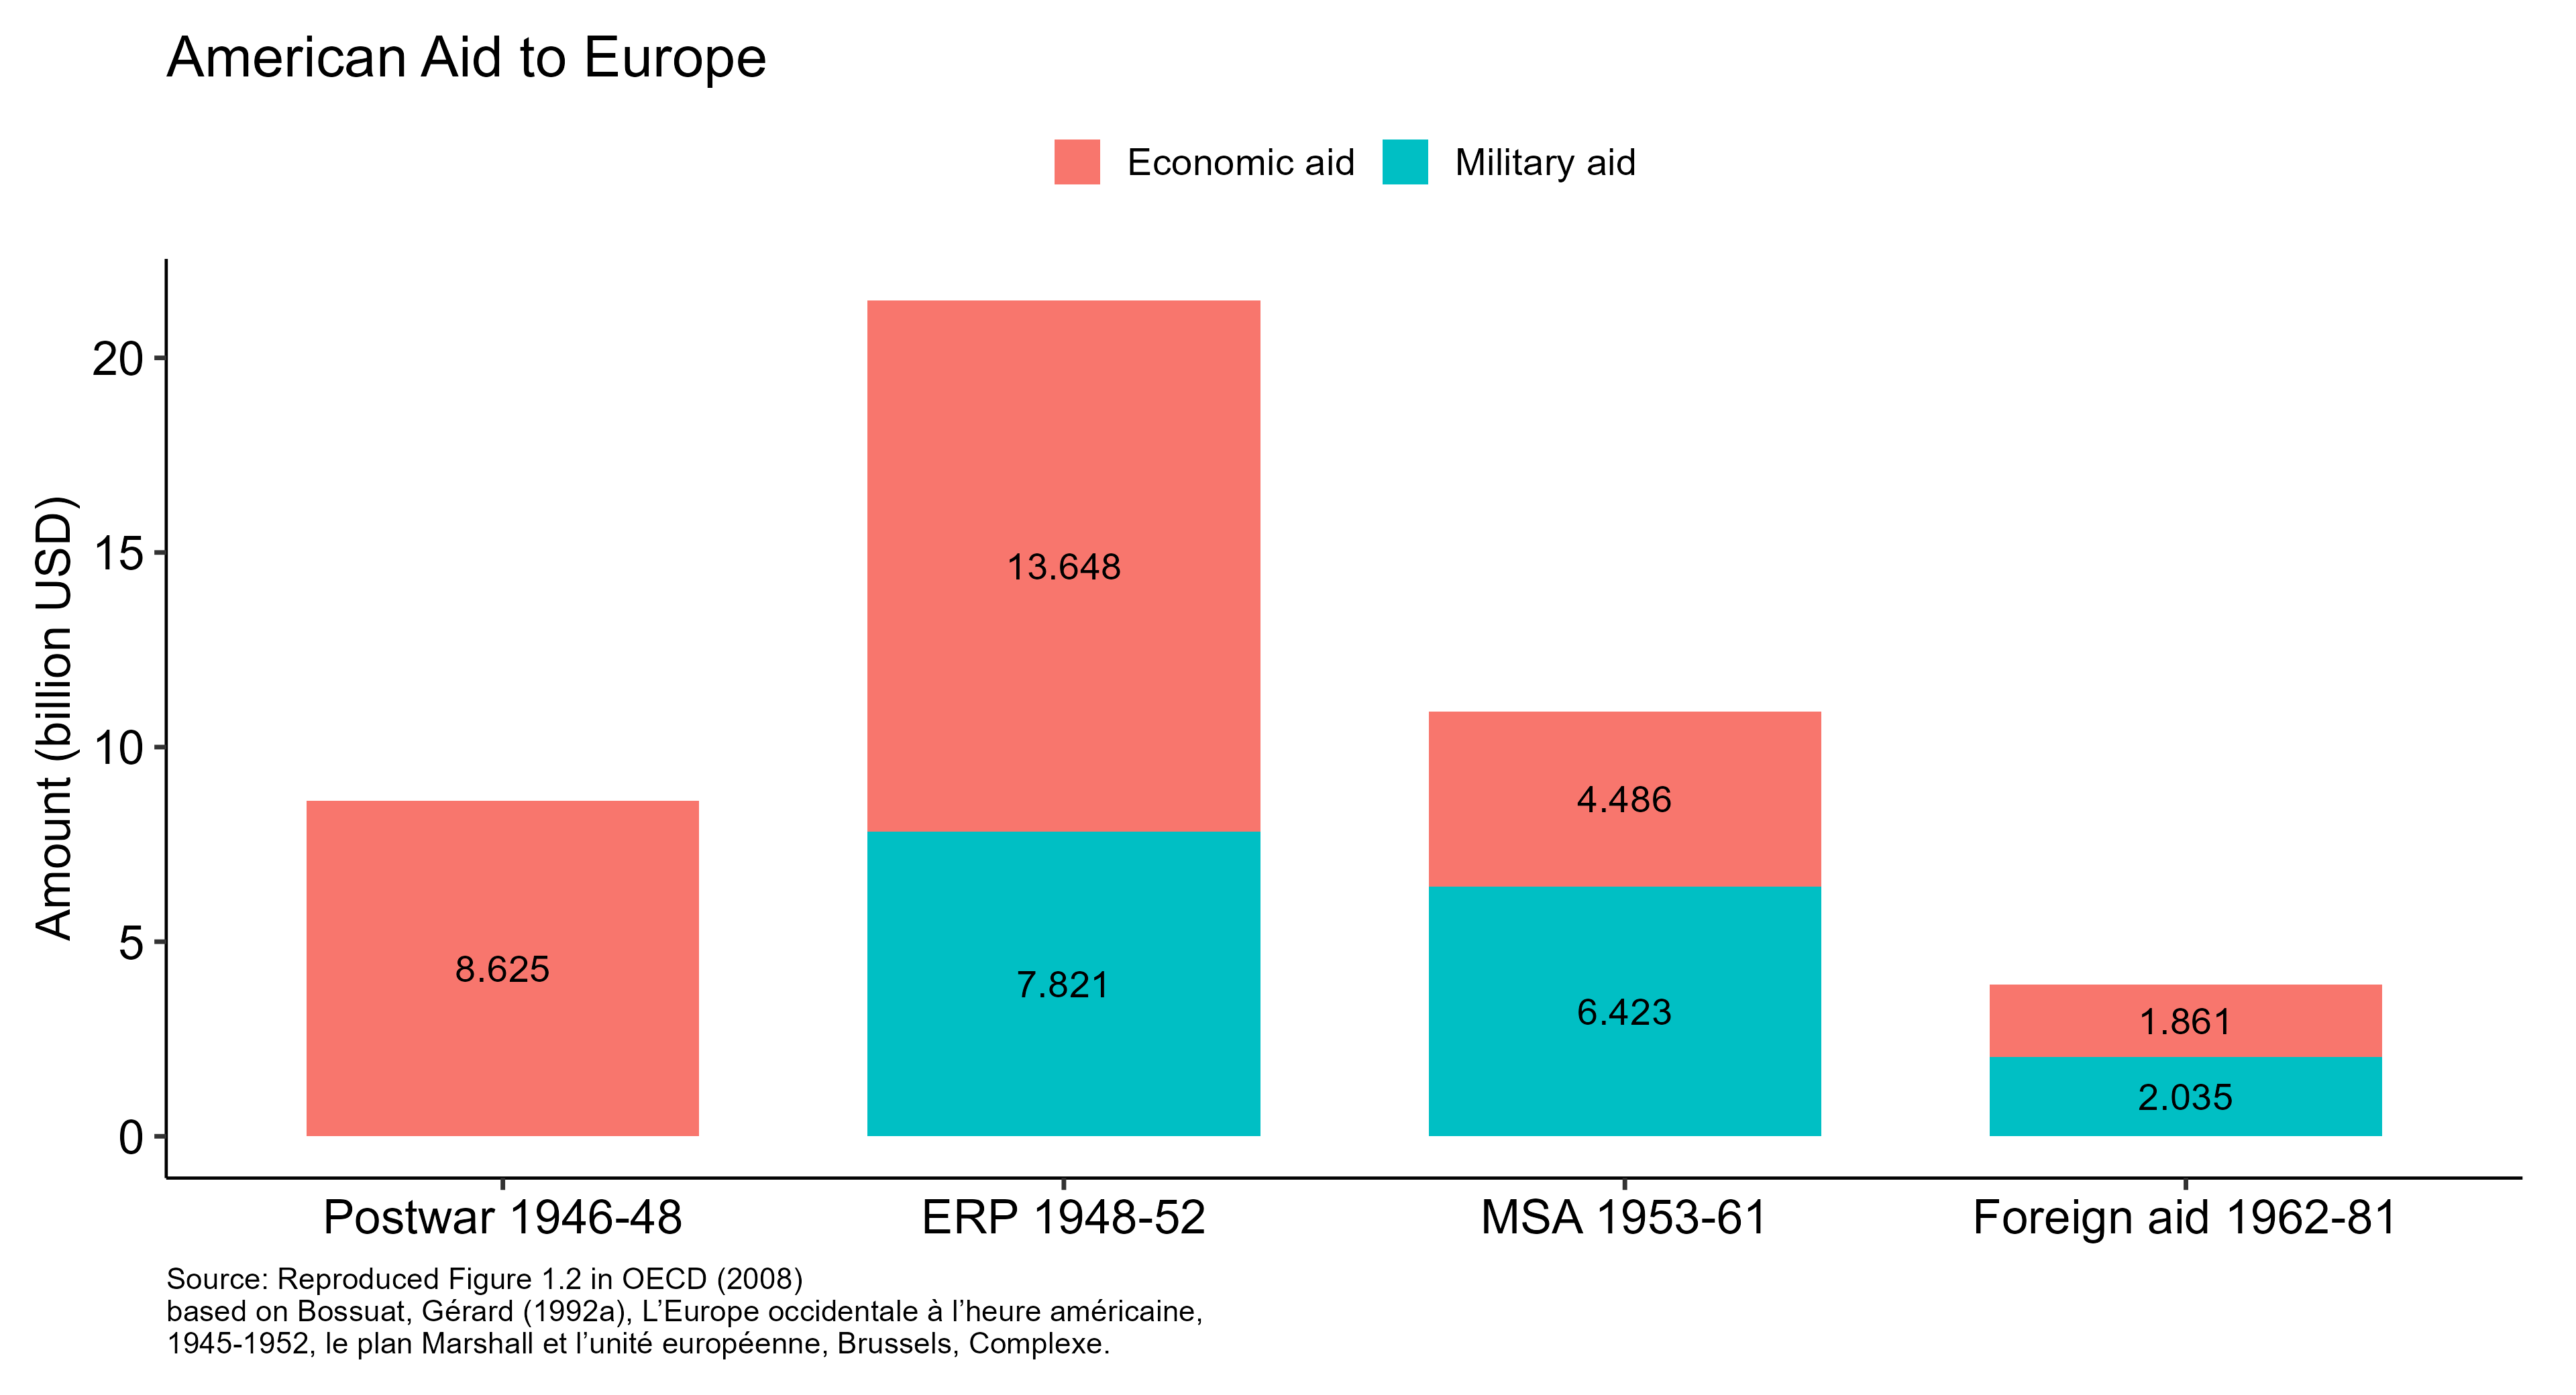 American Aid to Europe
Economic aid Military aid
Amount (billion USD)
20
15
10
5
0
13.648
4.486
8.625
7.821
6.423
1.861
2.035
Postwar 1946-48 ERP 1948-52 MSA 1953-61 Foreign aid 1962-81
Source: Reproduced Figure 1.2 in OECD (2008)
based on Bossuat, Gérard (1992a), L’Europe occidentale à l’heure américaine,
1945-1952, le plan Marshall et l’unité européenne, Brussels, Complexe.